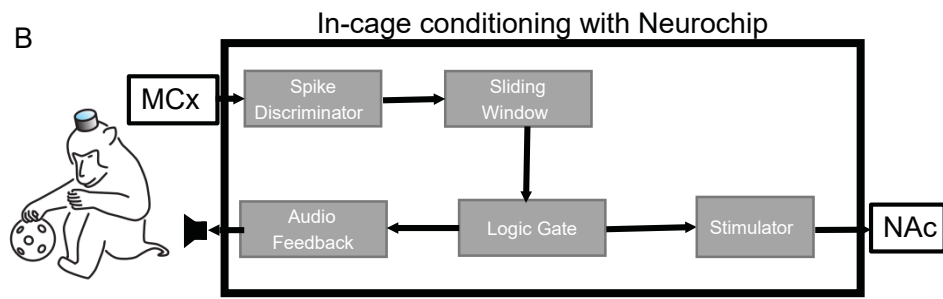 B
In-cage conditioning with Neurochip
MCx
Spike
Discriminator
Sliding
Window
Audio
Feedback
Logic Gate
Stimulator
NAc